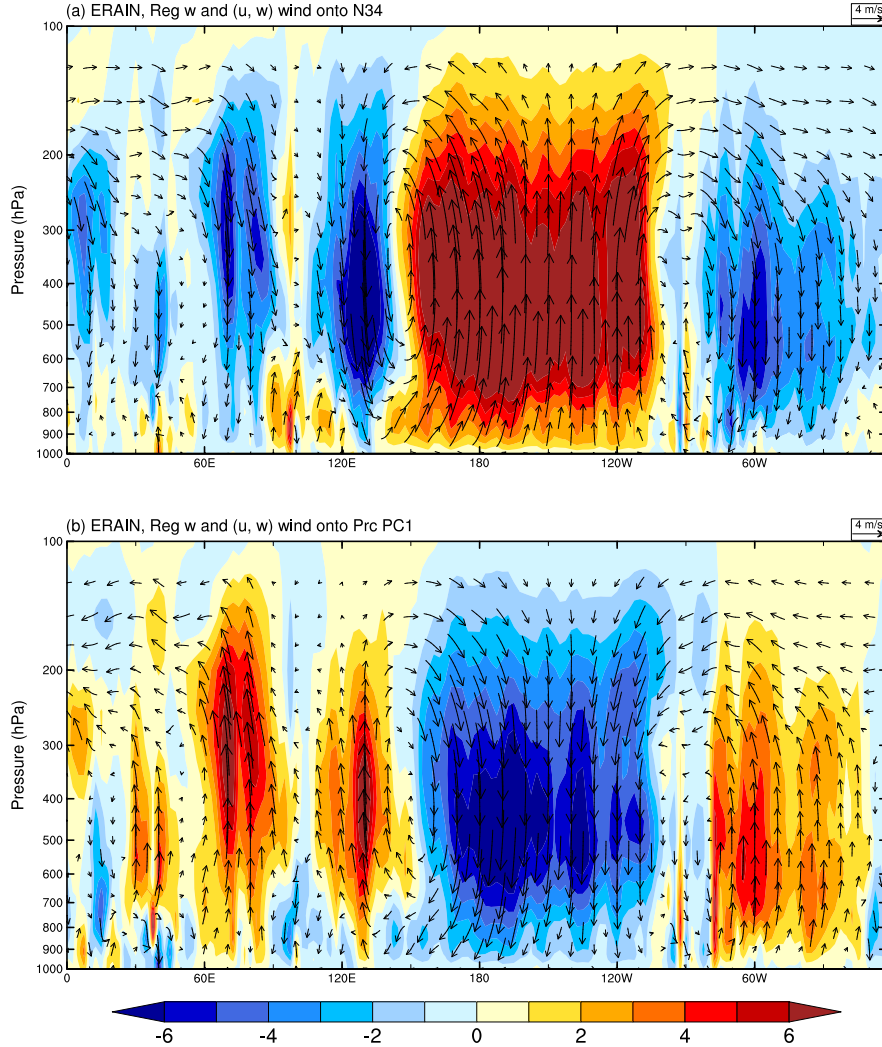 (a) ERAIN, Reg w and (u, w) wind onto N34
4 m/s
100
200
300
400
500
600
700
800
900
1000
Pressure (hPa)
0 60E 120E 180 120W 60W
(b) ERAIN, Reg w and (u, w) wind onto Prc PC1
4 m/s
100
200
300
400
500
600
700
800
900
1000
Pressure (hPa)
0 60E 120E 180 120W 60W
-6 -4 -2 0 2 4 6